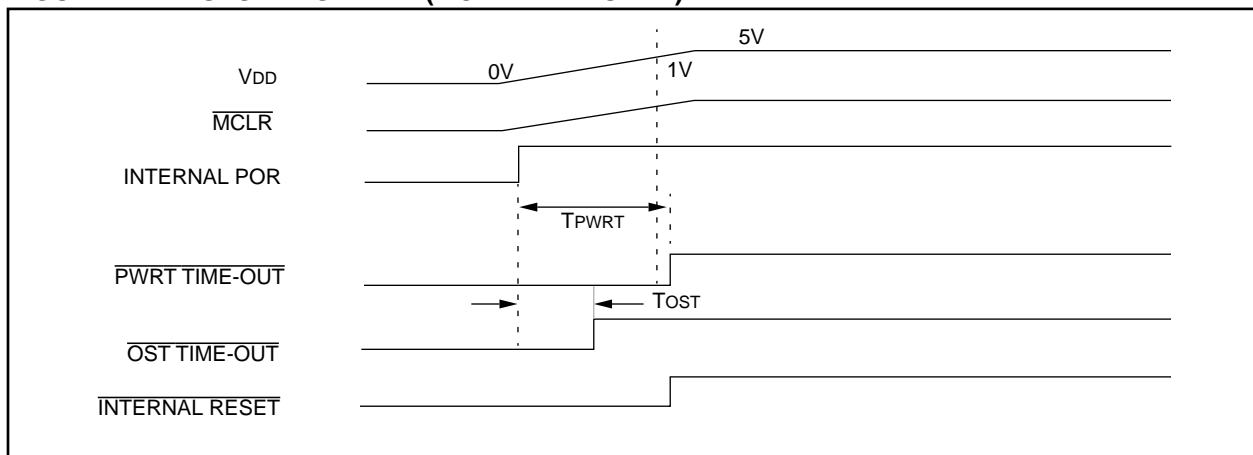 5V
VDD
0V
1V
MCLR
INTERNAL POR
TPWRT
PWRT TIME-OUT
TOST
OST TIME-OUT
INTERNAL RESET